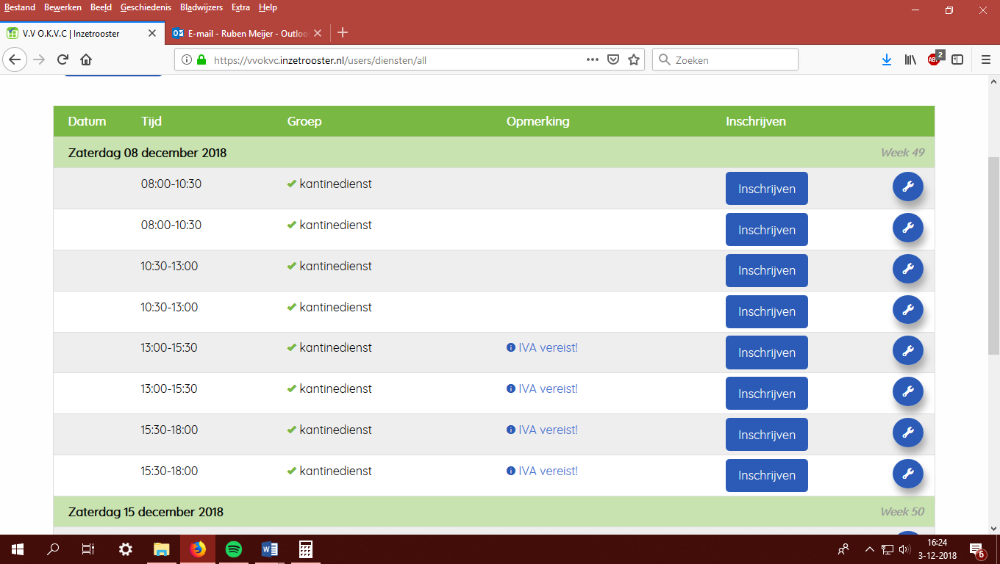 Bestand Bewerken Beeld Geschiedenis Bladwijzers Extra Help
V.V O.K.V.C | Inzetrooster E-mail - Ruben Meijer - Outloo
https://vvokvc.inzetrooster.nl/users/diensten/all Zoeken ABP 2
Datum Tijd Groep Opmerking Inschrijven
Zaterdag 08 december 2018 Week 49
08:00-10:30 kantinedienst Inschrijven
08:00-10:30 kantinedienst Inschrijven
10:30-13:00 kantinedienst Inschrijven
10:30-13:00 kantinedienst Inschrijven
13:00-15:30 kantinedienst IVA vereist! Inschrijven
13:00-15:30 kantinedienst IVA vereist! Inschrijven
15:30-18:00 kantinedienst IVA vereist! Inschrijven
15:30-18:00 kantinedienst IVA vereist! Inschrijven
Zaterdag 15 december 2018 Week 50
16:24
3-12-2018 6